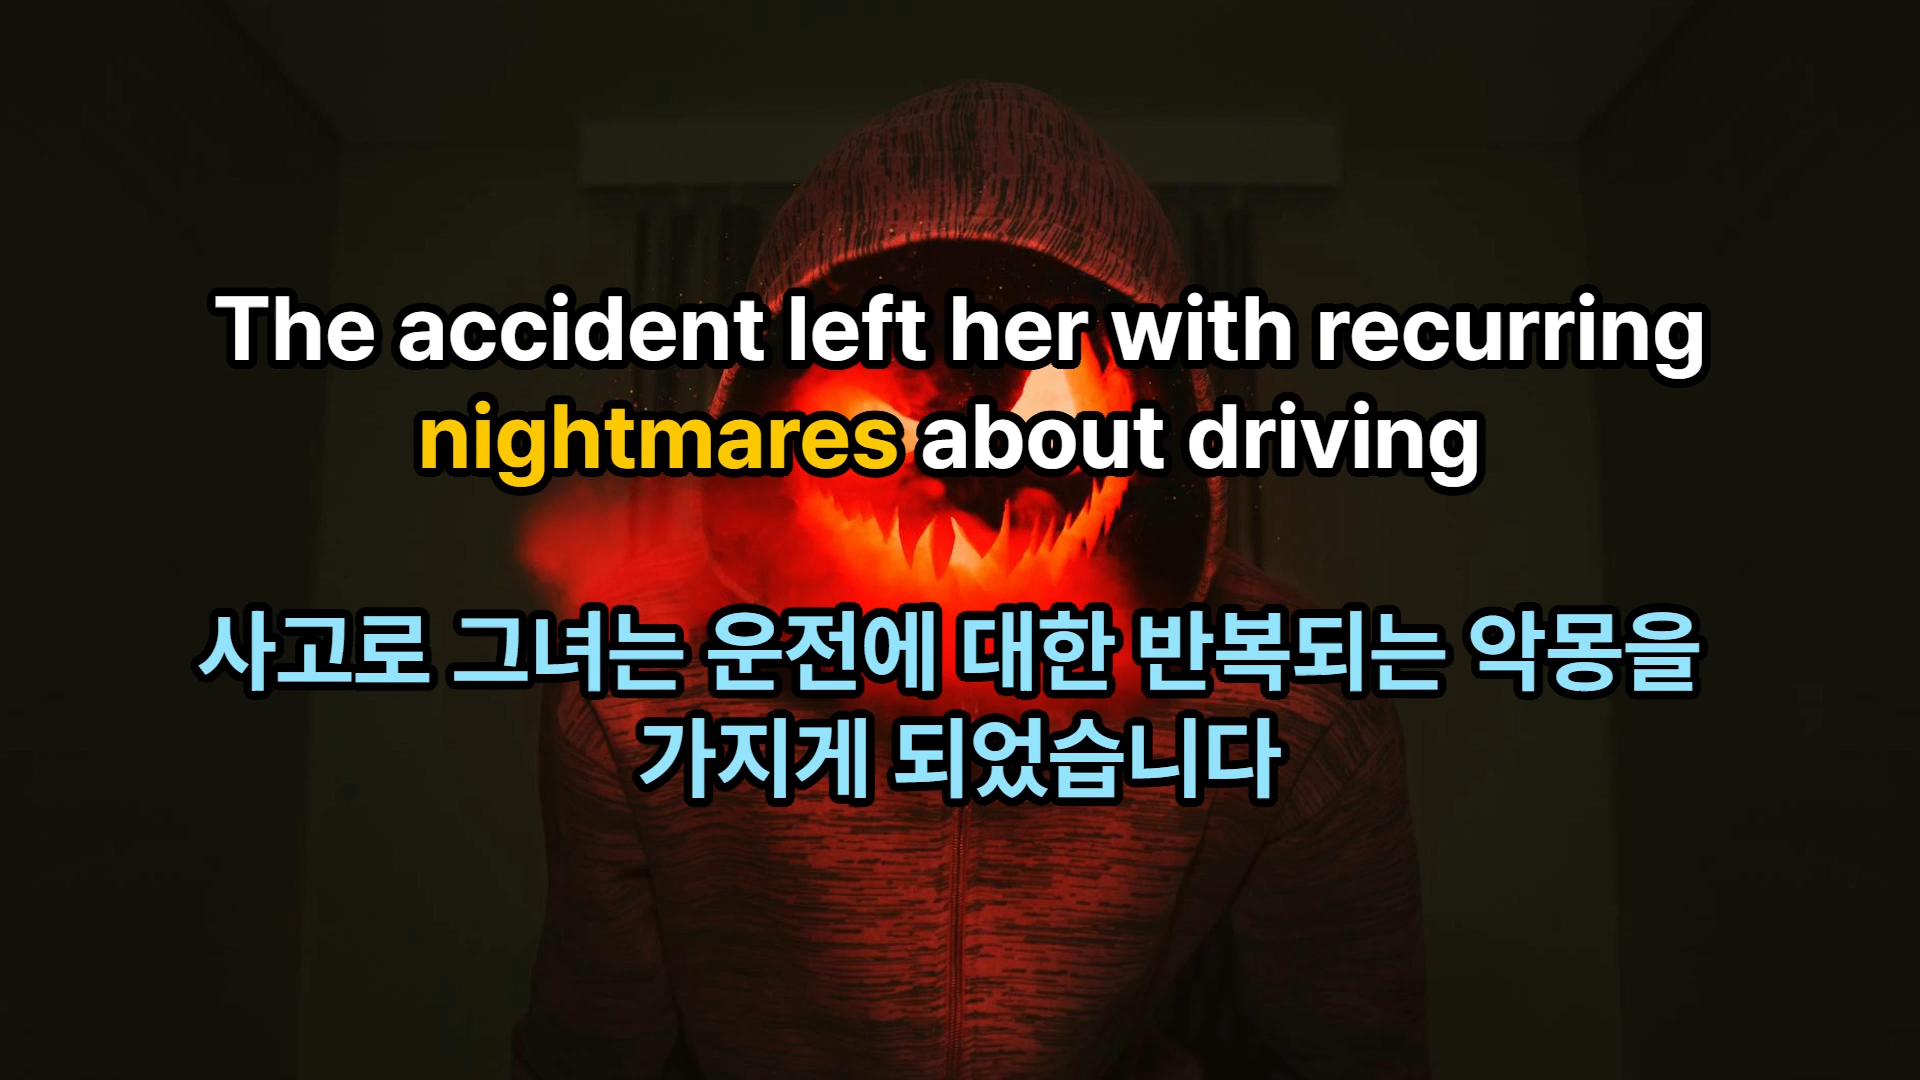 The accident left her with recurring
nightmares about driving
사고로 그녀는 운전에 대한 반복되는 악몽을
가지게 되었습니다